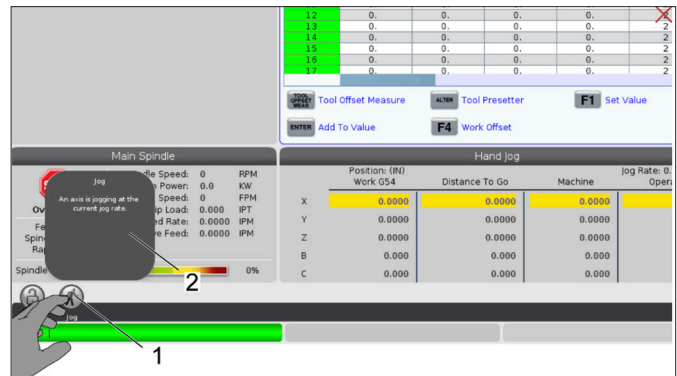 12 0. 0. 0. 0. 2
13 0. 0. 0. 0. 2
14 0. 0. 0. 0. 2
15 0. 0. 0. 0. 2
16 0. 0. 0. 0. 2
17 0. 0. 0. 0. 2
TOOL OFFSET MEAS Tool Offset Measure
ALTER Tool Presetter
F1 Set Value
ENTER Add To Value
F4 Work Offset
Main Spindle
Speed: 0 RPM
Power: 0.0 KW
Speed: 0 FPM
Load: 0.000 IPT
Rate: 0.0000 IPM
Feed: 0.0000 IPM
Spindle
0%
Jog
An axis is jogging at the
current jog rate.
2
Hand Jog
Position: (IN)
Jog Rate: 0.
Work G54 Distance To Go Machine
X 0.0000 0.0000 0.0000
Y 0.0000 0.0000 0.0000
Z 0.0000 0.0000 0.0000
B 0.000 0.000 0.000
C 0.000 0.000 0.000
Jog
1